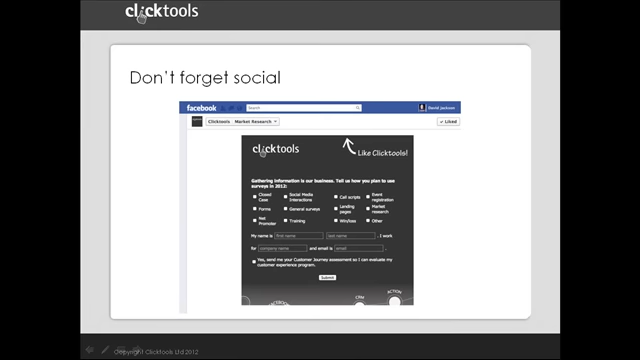 clicktools
Don't forget social
facebook
Search
David Jackson
Clicktools - Market Research
Liked
clicktools
Like Clicktools!
Gathering information is our business. Tell us how you plan to use
surveys in 2012:
Closed Case
Social Media Interactions
Call scripts
Event registration
Forms
General surveys
Landing pages
Market research
Net Promoter
Training
Win/loss
Other
My name is first name last name . I work
for company name and email is email .
Yes, send me your Customer Journey assessment so I can evaluate my
customer experience program.
Submit
FACEBOOK
CRM
ACTION
Copyright Clicktools Ltd 2012